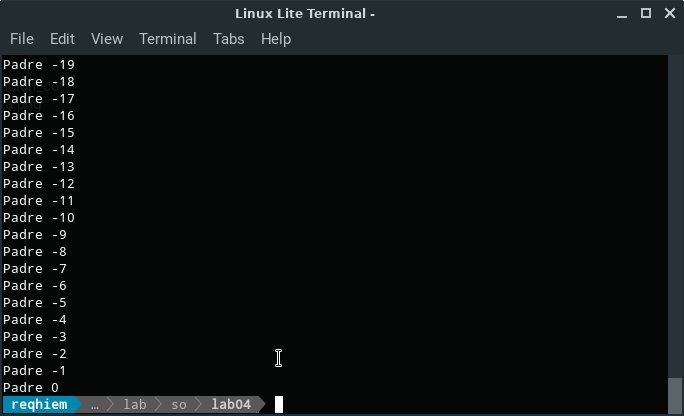 Linux Lite Terminal -
File Edit View Terminal Tabs Help
Padre -19
Padre -18
Padre -17
Padre -16
Padre -15
Padre -14
Padre -13
Padre -12
Padre -11
Padre -10
Padre -9
Padre -8
Padre -7
Padre -6
Padre -5
Padre -4
Padre -3
Padre -2
Padre -1
Padre 0
reqhiem … lab so lab04